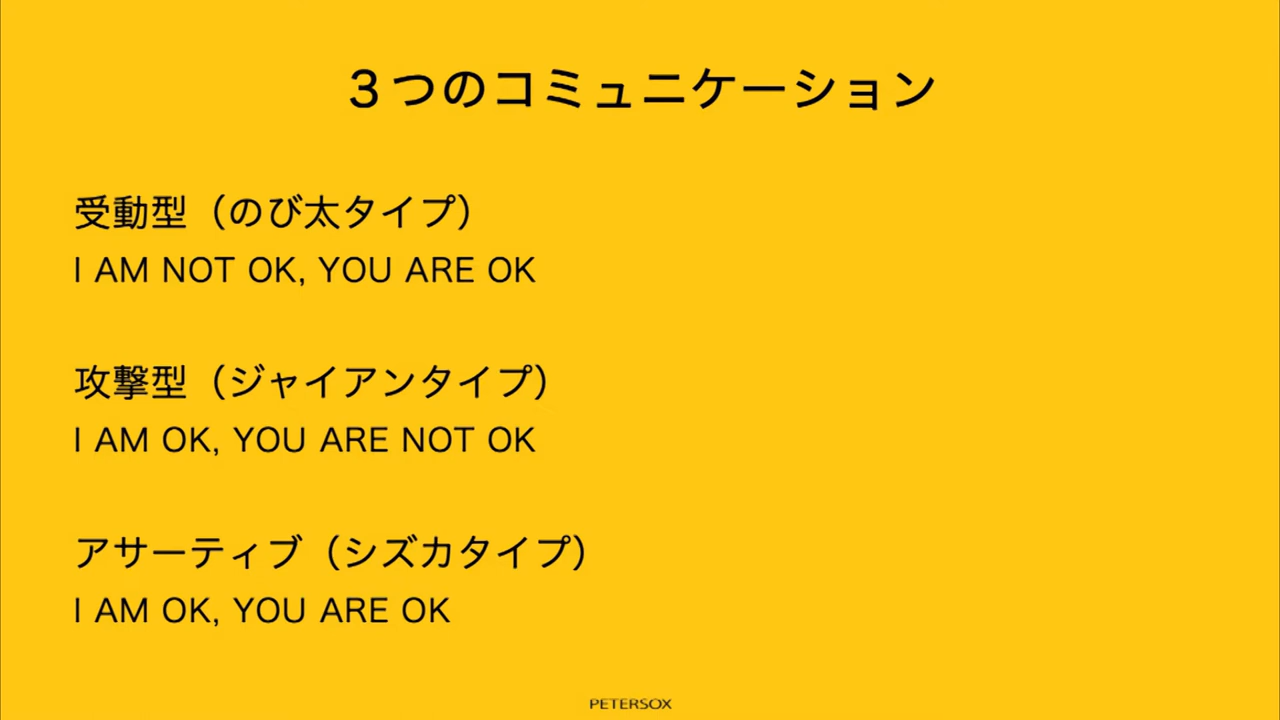 ３つのコミュニケーション
受動型（のび太タイプ）
I AM NOT OK, YOU ARE OK
攻撃型（ジャイアンタイプ）
I AM OK, YOU ARE NOT OK
アサーティブ（シズカタイプ）
I AM OK, YOU ARE OK
PETERSOX